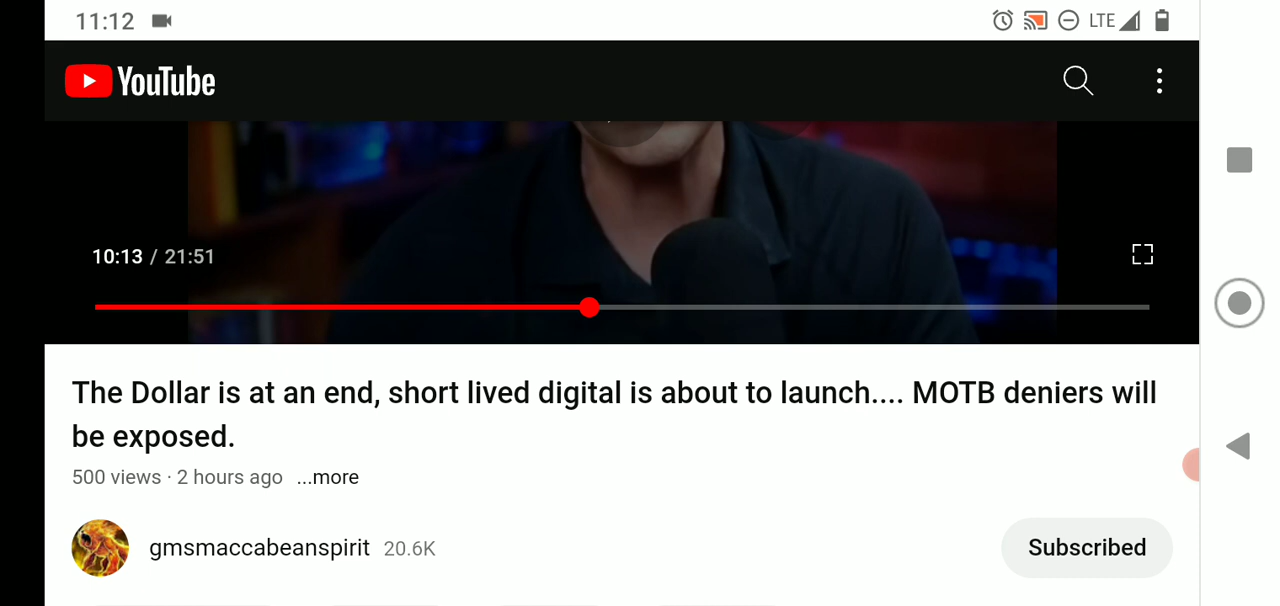 11:12 LTE
YouTube
10:13 / 21:51
The Dollar is at an end, short lived digital is about to launch.... MOTB deniers will
be exposed.
500 views · 2 hours ago ...more
gmsmaccabeanspirit 20.6K Subscribed